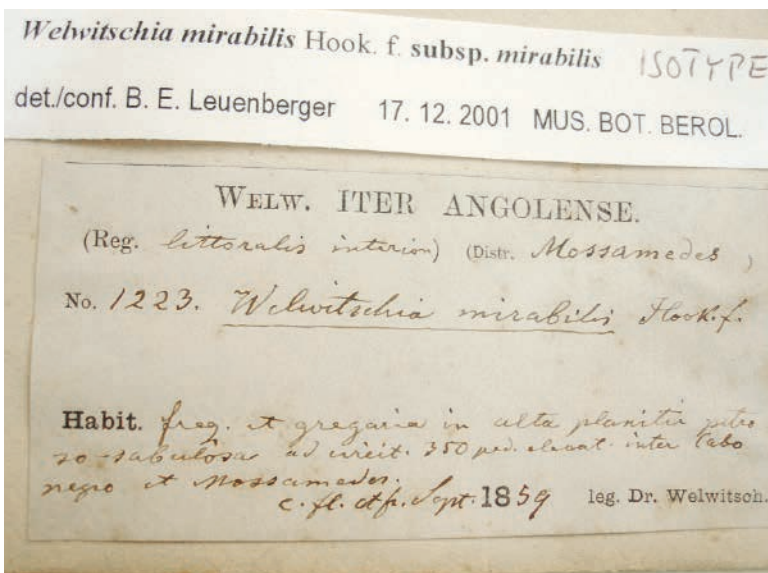 Welwitschia mirabilis Hook. f. subsp. mirabilis ISOTYPE
det./conf. B. E. Leuenberger 17. 12. 2001 MUS. BOT. BEROL.
WELW. ITER ANGOLENSE.
(Reg. littoralis interior) (Distr. Mossamedes )
No. 1223. Welwitschia mirabilis Hook. f.
Habit. freq. et gregaria in alta planitie petro
so-sabulosa ad circit. 350 ped. elevat. inter Cabo
negro et Mossamedes.
c. fl. et fr. Sept. 1859 leg. Dr. Welwitsch.